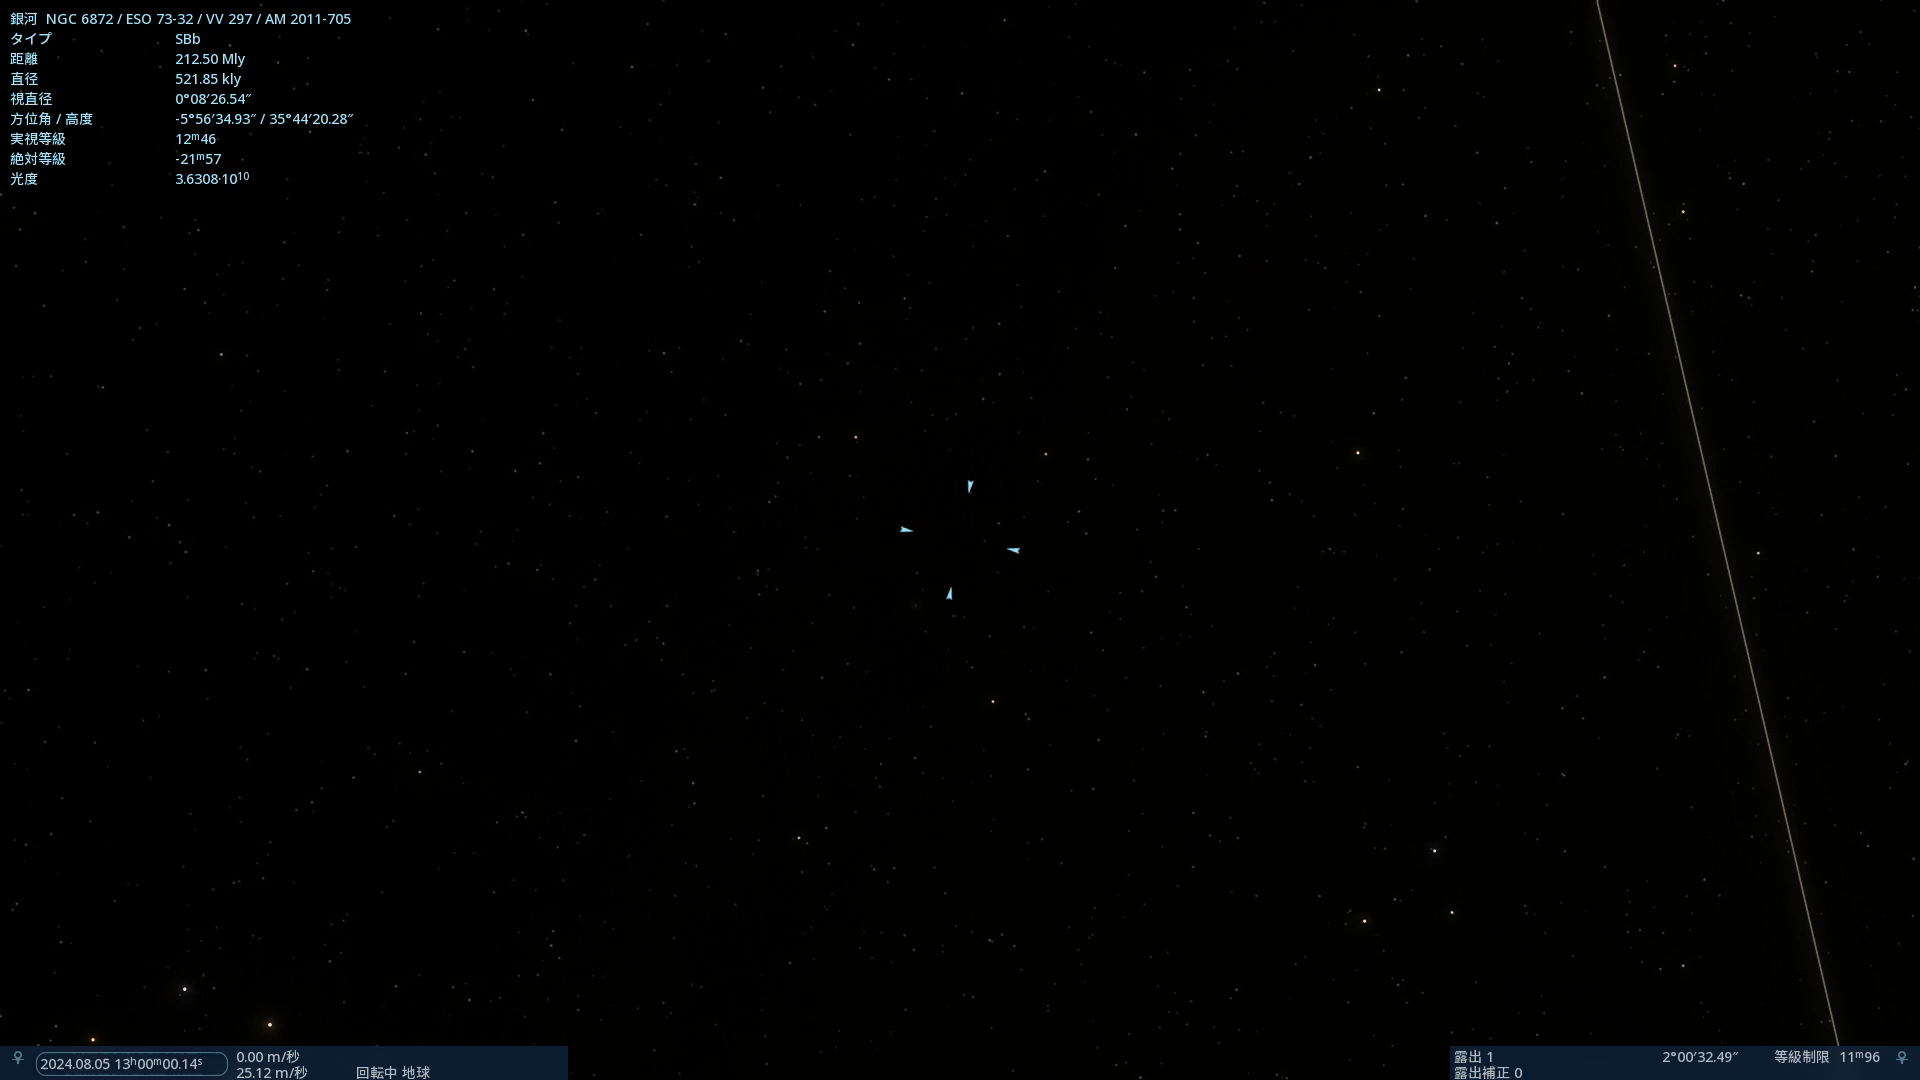 銀河 NGC 6872 / ESO 73-32 / VV 297 / AM 2011-705
タイプ SBb
距離 212.50 Mly
直径 521.85 kly
視直径 0°08′26.54″
方位角 / 高度 -5°56′34.93″ / 35°44′20.28″
実視等級 12ᵐ46
絶対等級 -21ᵐ57
光度 3.6308·10¹⁰
2024.08.05 13ʰ00ᵐ00.14ˢ
0.00 m/秒
25.12 m/秒 回転中 地球
露出 1 2°00′32.49″ 等級制限 11ᵐ96
露出補正 0